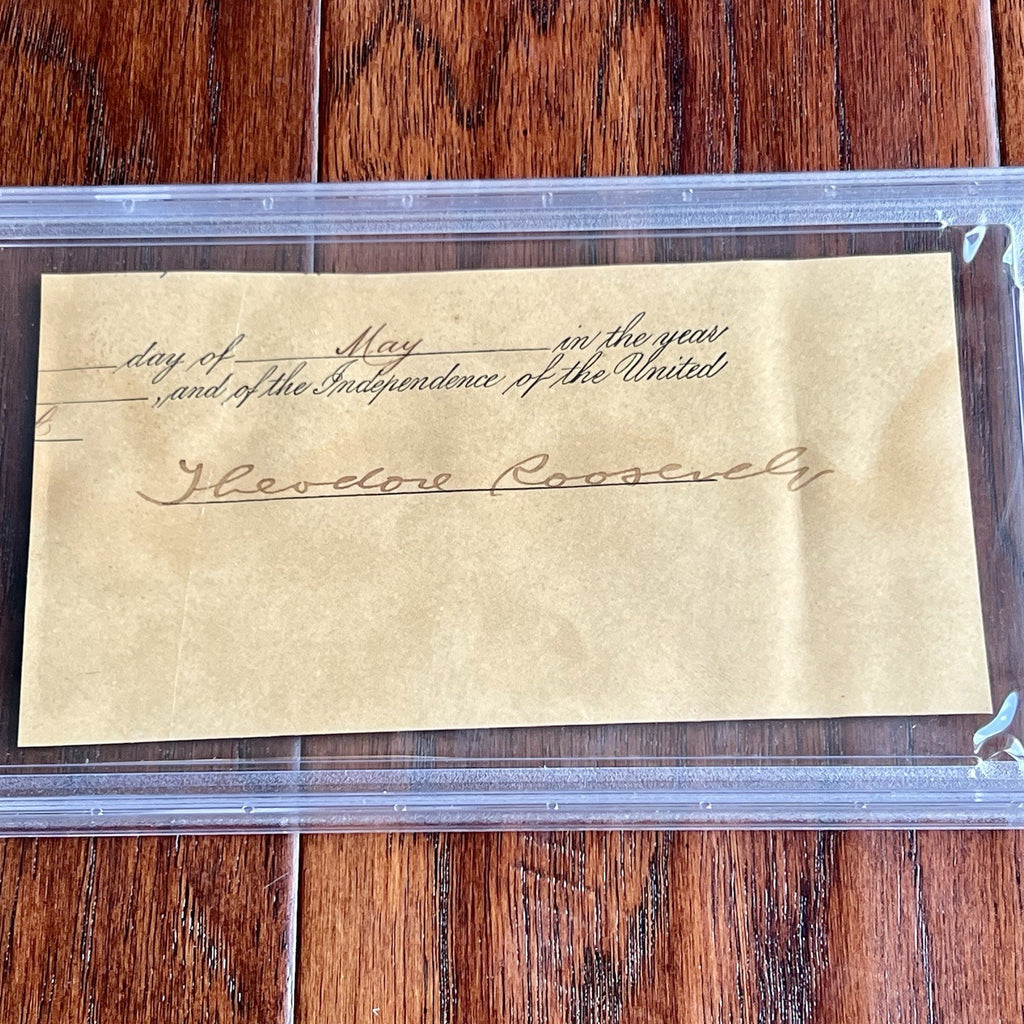 day of May in the year
, and of the Independence of the United
Theodore Roosevelt